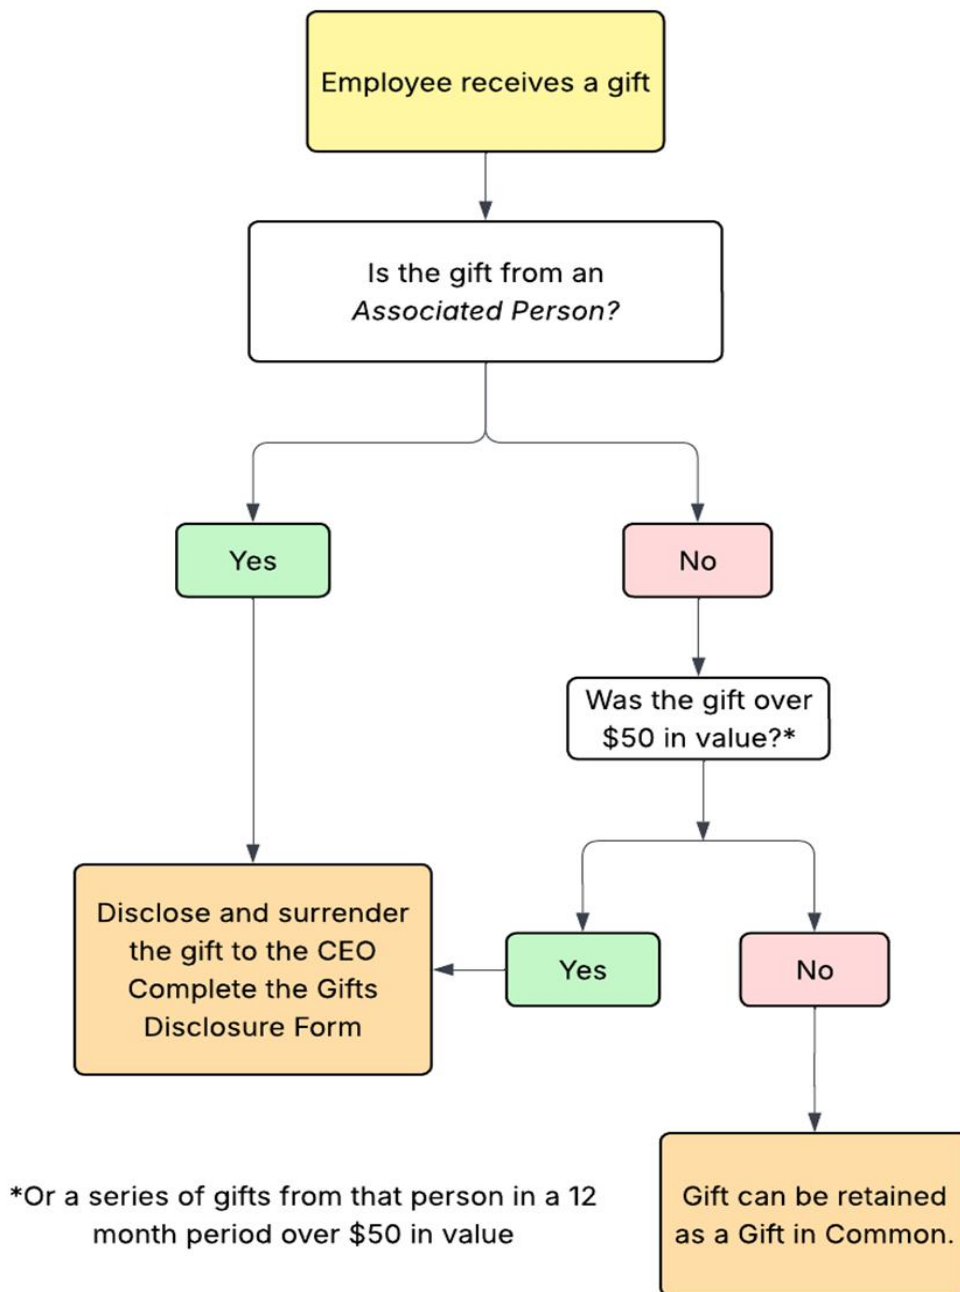 Employee receives a gift
Is the gift from an
Associated Person?
Yes
No
Was the gift over
$50 in value?*
Disclose and surrender
the gift to the CEO
Complete the Gifts
Disclosure Form
Yes
No
*Or a series of gifts from that person in a 12
month period over $50 in value
Gift can be retained
as a Gift in Common.